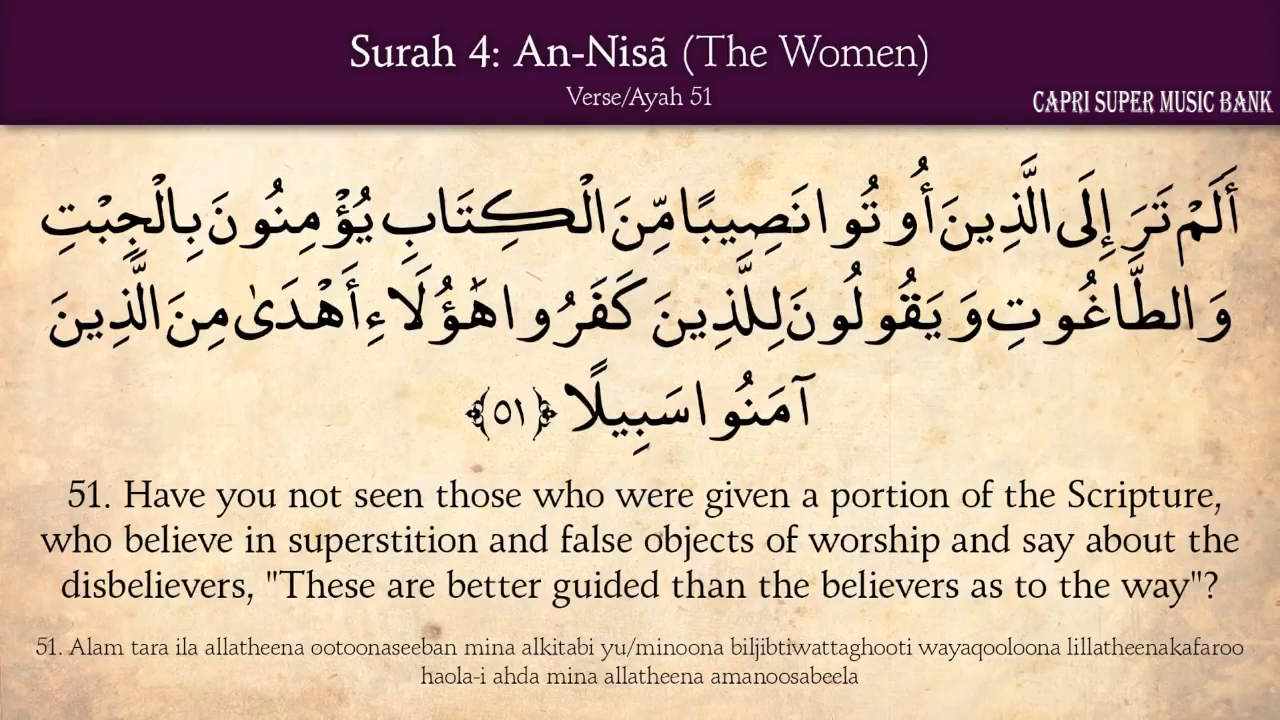 Surah 4: An-Nisã (The Women)
Verse/Ayah 51
CAPRI SUPER MUSIC BANK
أَلَمْ تَرَ إِلَى الَّذِينَ أُوتُوا نَصِيبًا مِّنَ الْكِتَابِ يُؤْمِنُونَ بِالْجِبْتِ
وَالطَّاغُوتِ وَيَقُولُونَ لِلَّذِينَ كَفَرُوا هَٰؤُلَاءِ أَهْدَىٰ مِنَ الَّذِينَ
آمَنُوا سَبِيلًا ﴿٥١﴾
51. Have you not seen those who were given a portion of the Scripture,
who believe in superstition and false objects of worship and say about the
disbelievers, "These are better guided than the believers as to the way"?
51. Alam tara ila allatheena ootoonaseeban mina alkitabi yu/minoona biljibtiwattaghooti wayaqooloona lillatheenakafaroo
haola-i ahda mina allatheena amanoosabeela